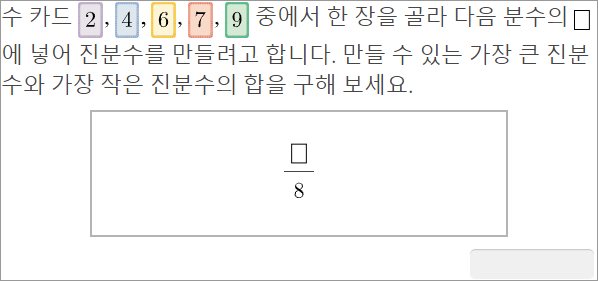 수 카드 2, 4, 6, 7, 9 중에서 한 장을 골라 다음 분수의 □
에 넣어 진분수를 만들려고 합니다. 만들 수 있는 가장 큰 진분
수와 가장 작은 진분수의 합을 구해 보세요.
□
8